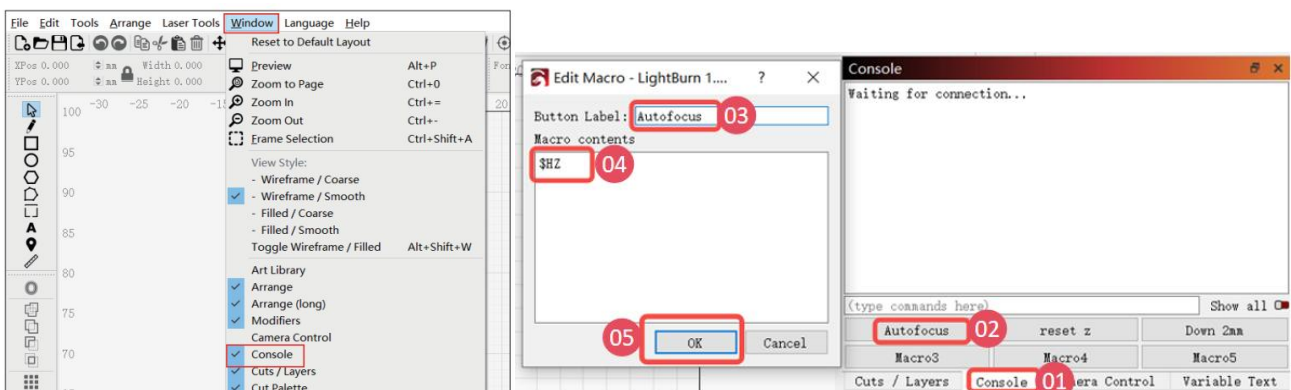 File Edit Tools Arrange Laser Tools Window Language Help
XPos 0.000 mm Width 0.000
YPos 0.000 mm Height 0.000
Reset to Default Layout
Preview Alt+P
Zoom to Page Ctrl+0
Zoom In Ctrl+=
Zoom Out Ctrl+-
Frame Selection Ctrl+Shift+A
View Style:
- Wireframe / Coarse
- Wireframe / Smooth
- Filled / Coarse
- Filled / Smooth
Toggle Wireframe / Filled Alt+Shift+W
Art Library
Arrange
Arrange (long)
Modifiers
Camera Control
Console
Cuts / Layers
Cut Palette
-30 -25 -20
100
95
90
85
80
75
70
For
20
Edit Macro - LightBurn 1.... ? ×
Button Label: Autofocus 03
Macro contents
$HZ 04
05 OK Cancel
Console
Waiting for connection...
(type commands here) Show all
Autofocus 02 reset z Down 2mm
Macro3 Macro4 Macro5
Cuts / Layers Console 01 era Control Variable Text